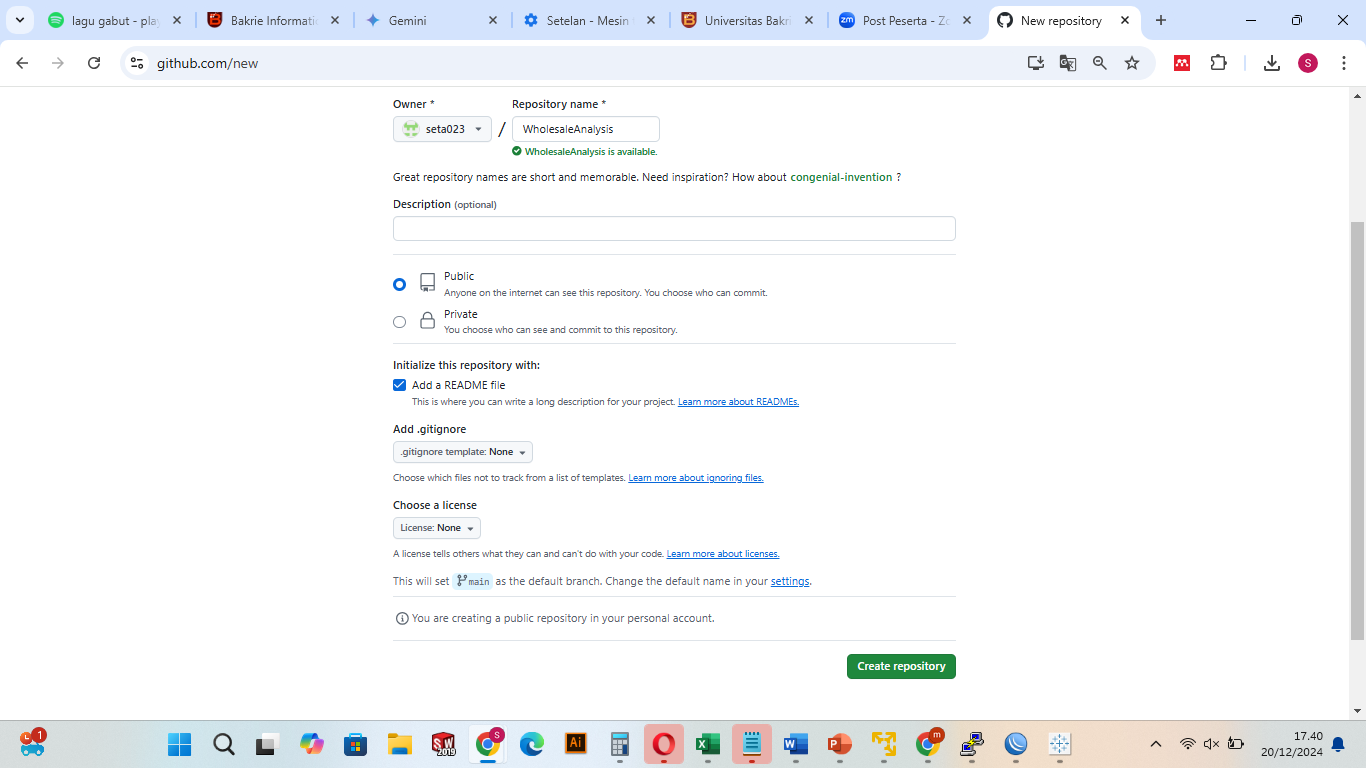 lagu gabut - pla
Bakrie Informatic
Gemini
Setelan - Mesin
Universitas Bakri
zm
Post Peserta - Zo
New repository
github.com/new
S
Owner *
Repository name *
seta023
/
WholesaleAnalysis
WholesaleAnalysis is available.
Great repository names are short and memorable. Need inspiration? How about congenial-invention ?
Description (optional)
Public
Anyone on the internet can see this repository. You choose who can commit.
Private
You choose who can see and commit to this repository.
Initialize this repository with:
Add a README file
This is where you can write a long description for your project. Learn more about READMEs.
Add .gitignore
.gitignore template: None
Choose which files not to track from a list of templates. Learn more about ignoring files.
Choose a license
License: None
A license tells others what they can and can't do with your code. Learn more about licenses.
This will set main as the default branch. Change the default name in your settings.
You are creating a public repository in your personal account.
Create repository
1
SW
2019
S
Ai
m
17.40
20/12/2024